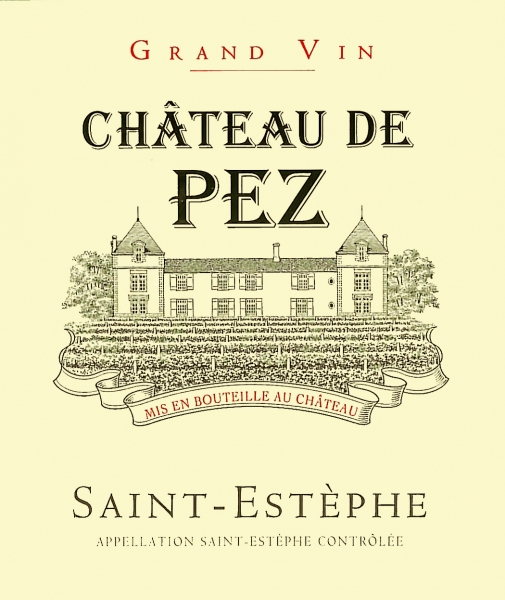 GRAND VIN
CHÂTEAU DE
PEZ
MIS EN BOUTEILLE AU CHÂTEAU
SAINT-ESTÈPHE
APPELLATION SAINT-ESTÈPHE CONTRÔLÉE